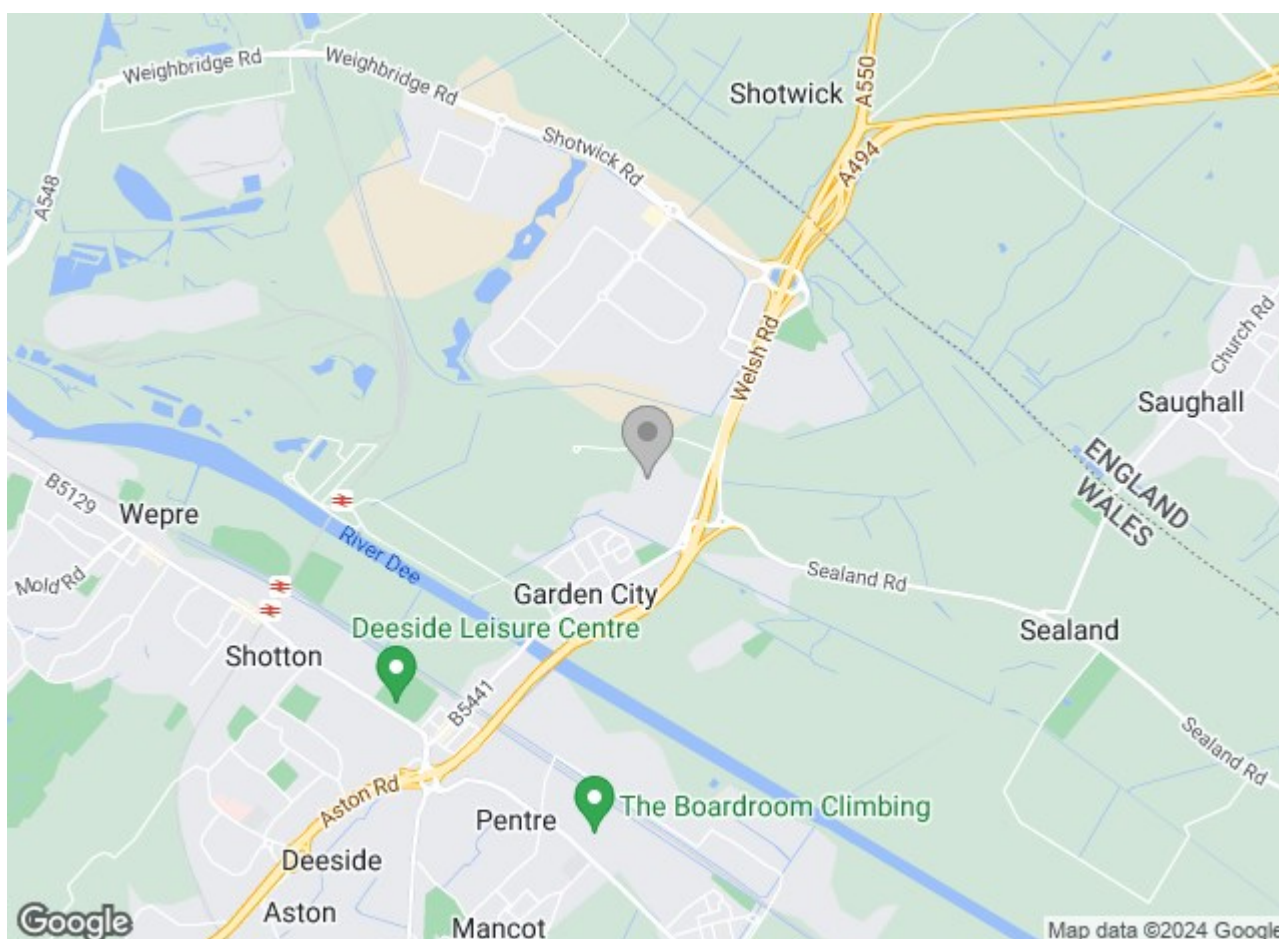 Weighbridge Rd
Weighbridge Rd
Shotwick
A550
Shotwick Rd
A494
A548
Church Rd
Welsh Rd
Saughall
ENGLAND
WALES
B5129
Wepre
River Dee
Mold Rd
Sealand Rd
Garden City
Deeside Leisure Centre
Sealand
Shotton
B5441
Sealand Rd
Aston Rd
The Boardroom Climbing
Pentre
Deeside
Aston
Mancot
Google
Map data ©2024 Google